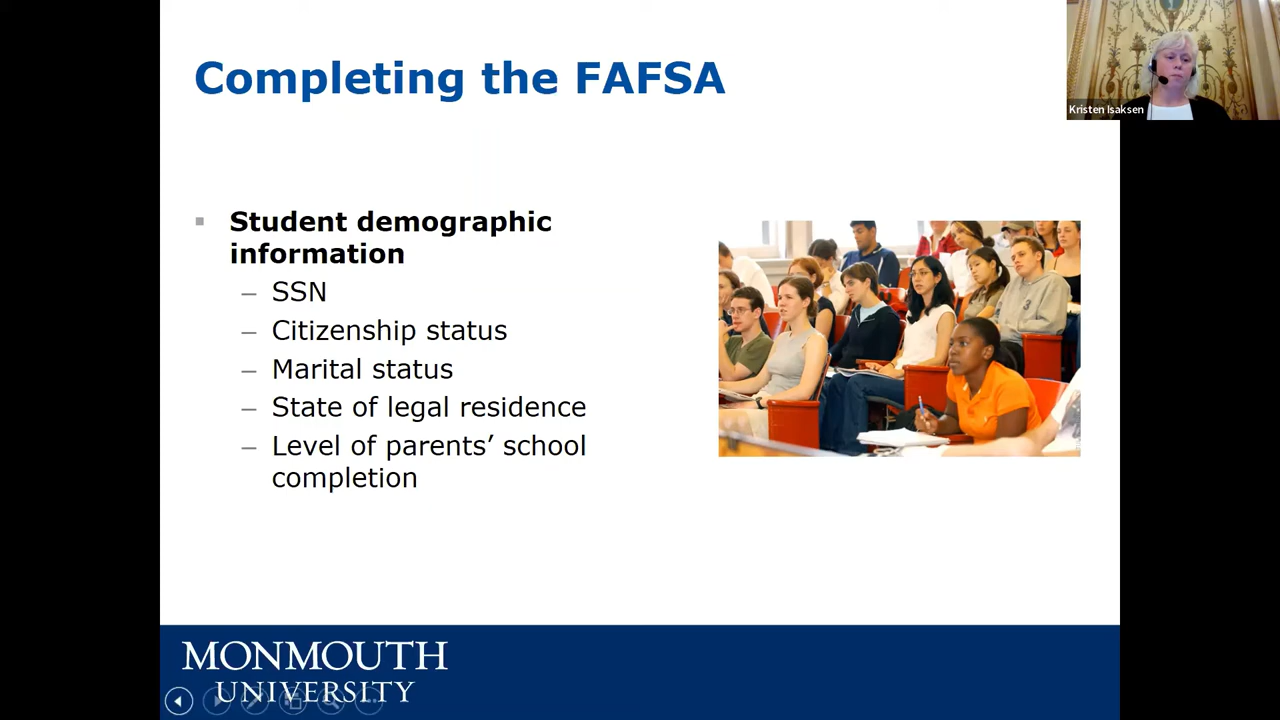 Completing the FAFSA
Kristen Isaksen
▪ Student demographic
information
– SSN
– Citizenship status
– Marital status
– State of legal residence
– Level of parents’ school
completion
MONMOUTH
UNIVERSITY